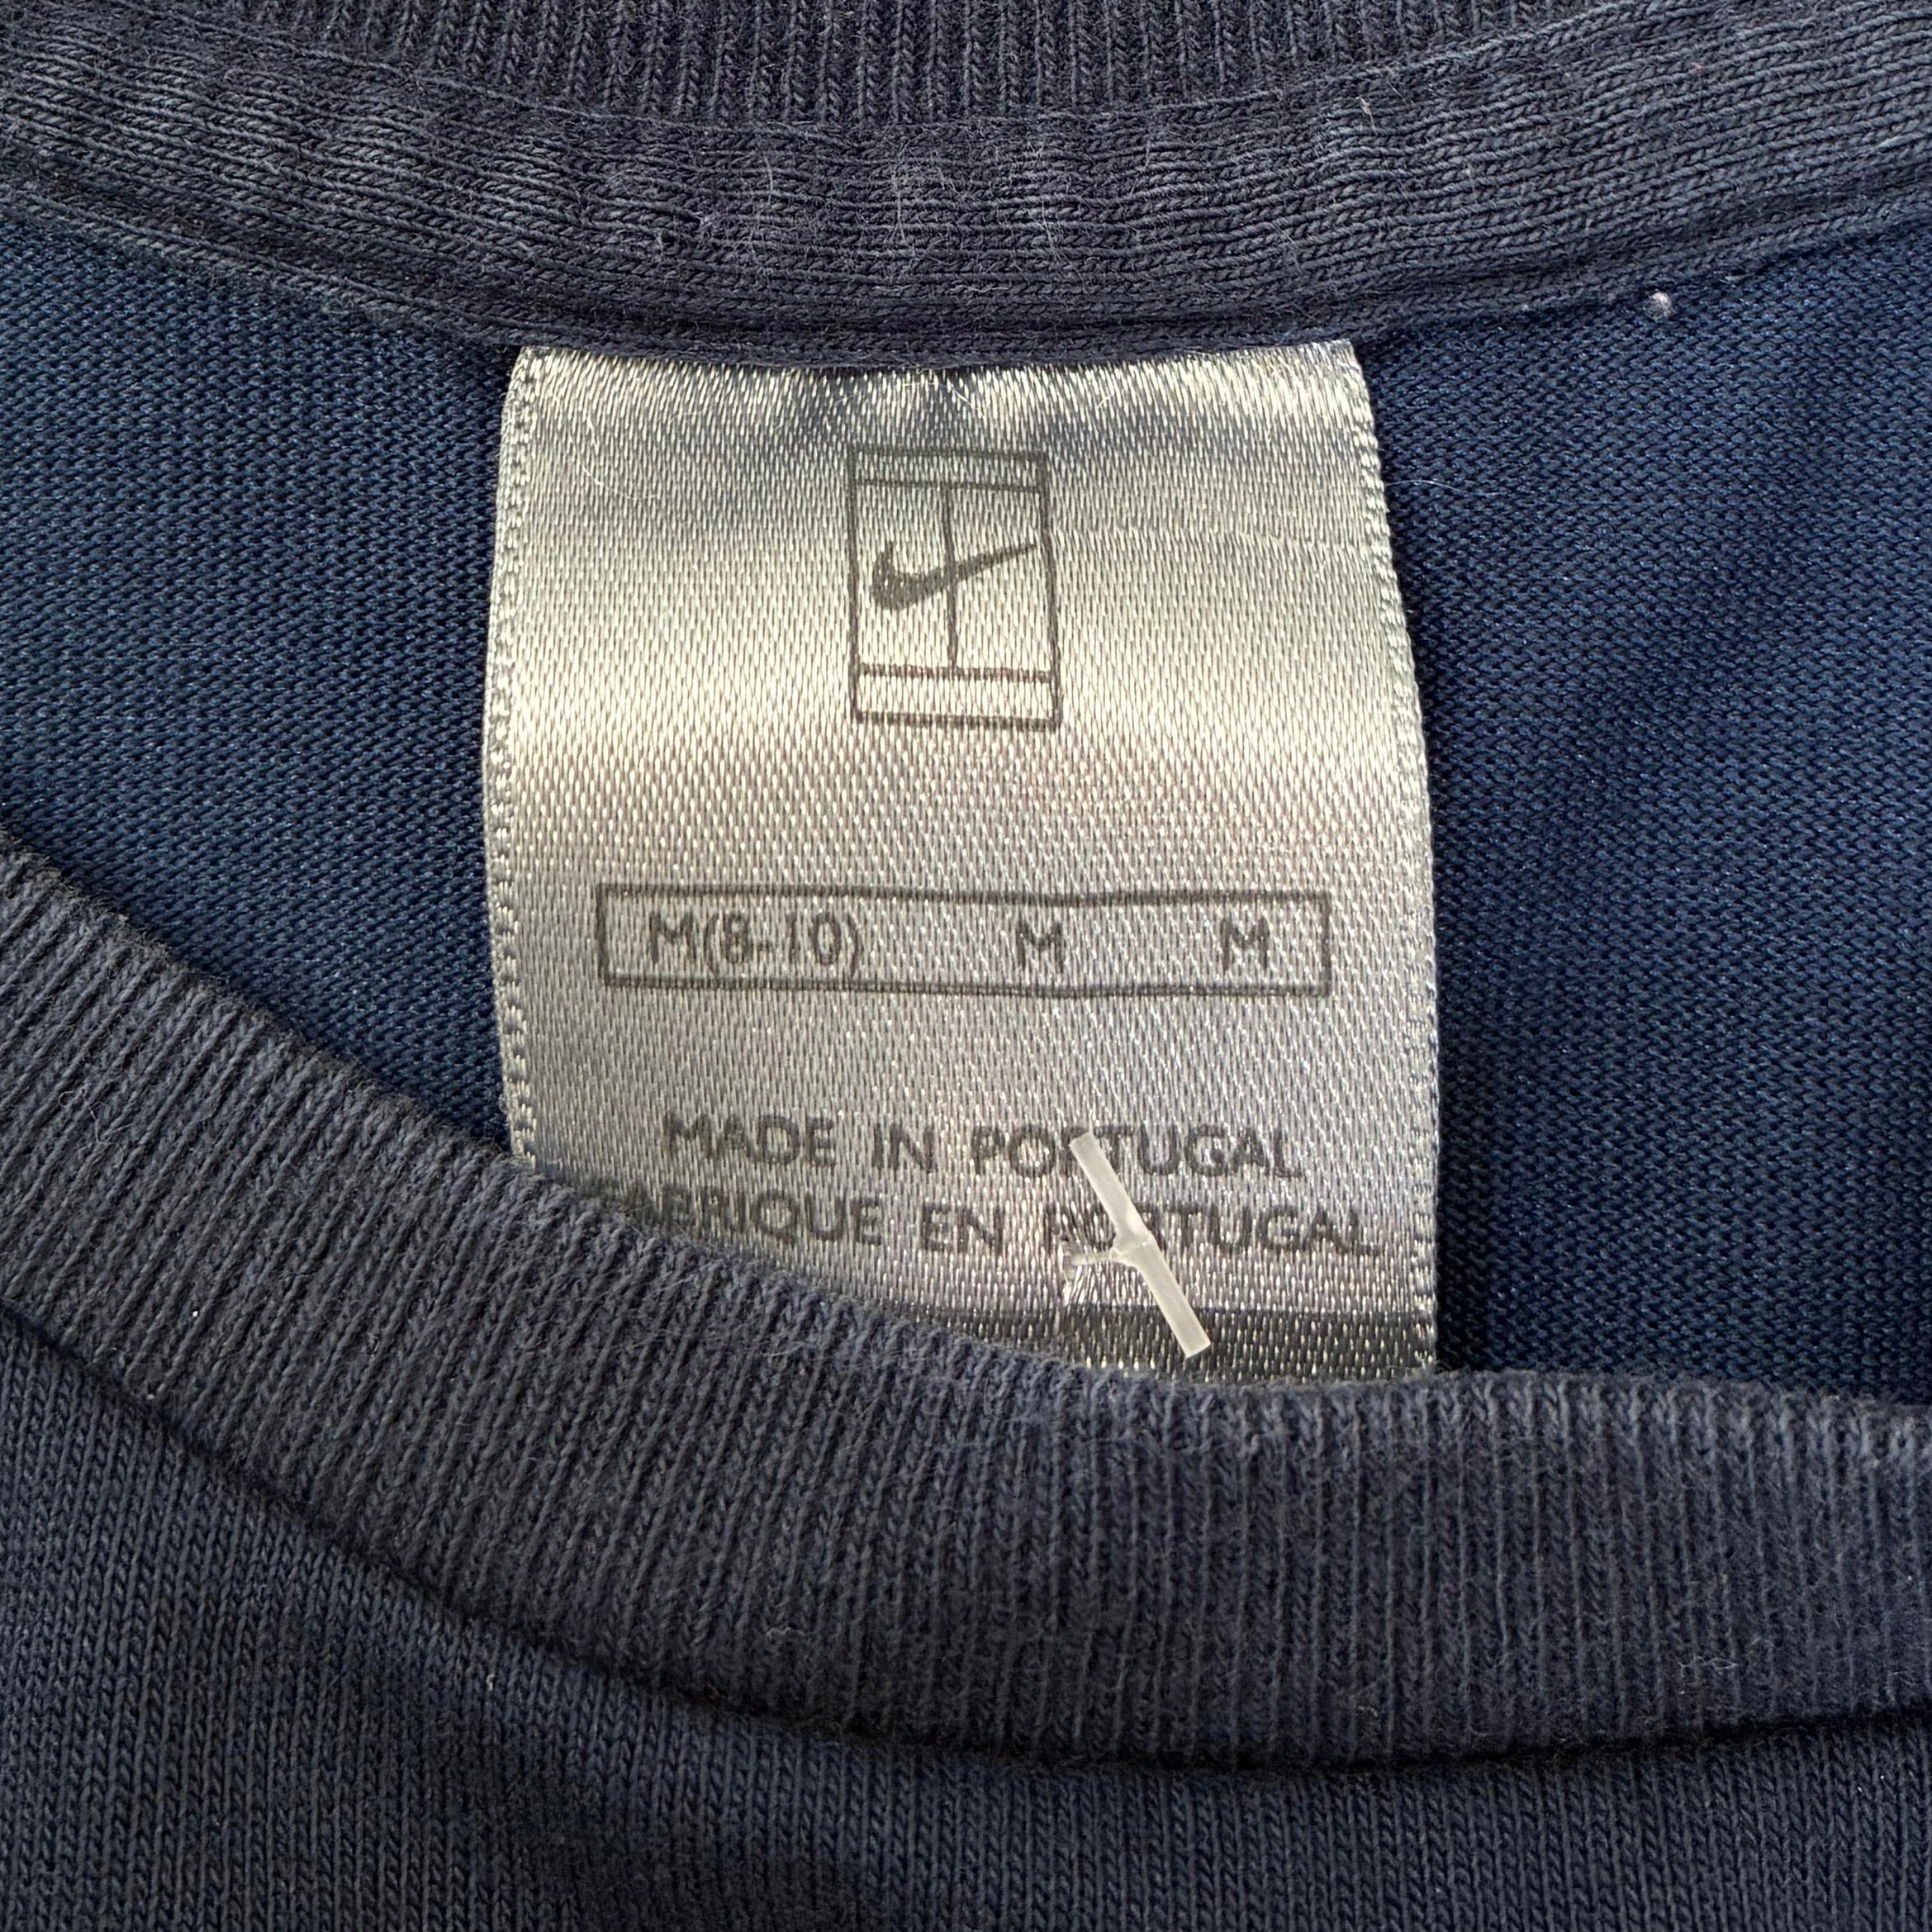 M(8-10) M M
MADE IN PORTUGAL
FABRIQUE EN PORTUGAL